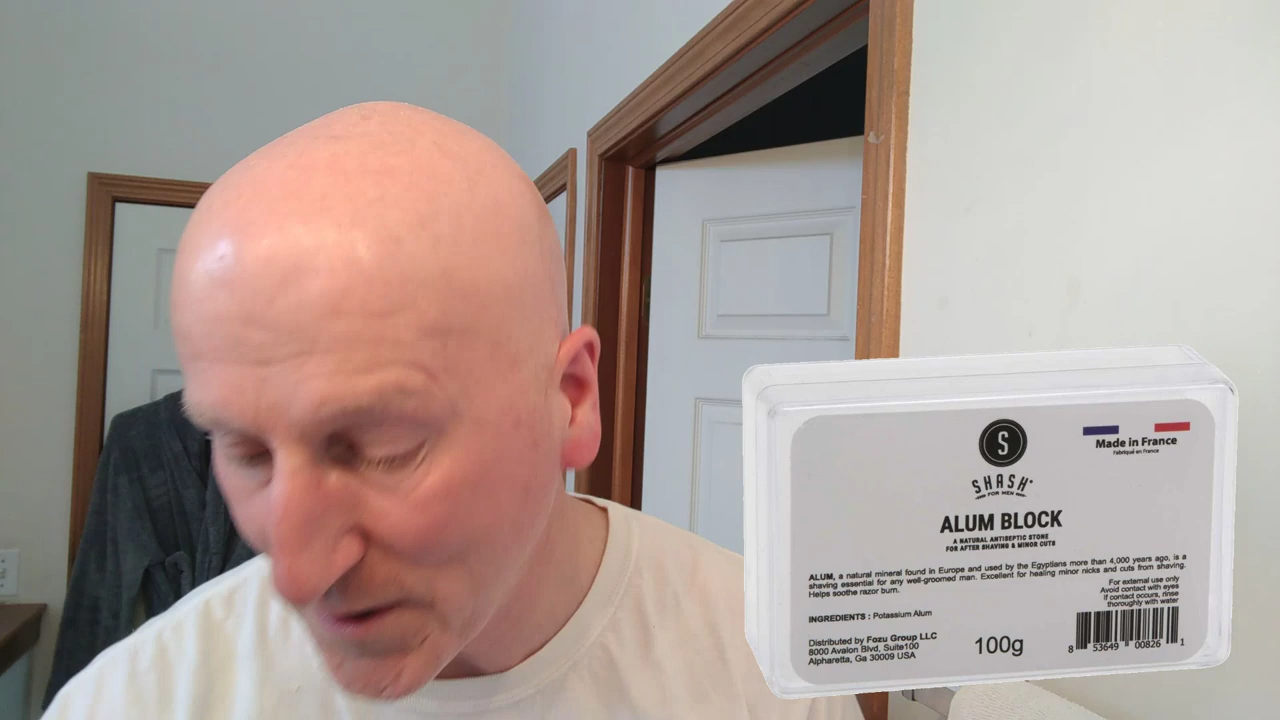 S
SHASH
FOR MEN
Made in France
Fabriqué en France
ALUM BLOCK
A NATURAL ANTISEPTIC STONE
FOR AFTER SHAVING & MINOR CUTS
ALUM, a natural mineral found in Europe and used by the Egyptians more than 4,000 years ago, is a
shaving essential for any well-groomed man. Excellent for healing minor nicks and cuts from shaving.
Helps soothe razor burn.
For external use only
Avoid contact with eyes
If contact occurs, rinse
thoroughly with water
INGREDIENTS : Potassium Alum
Distributed by Fozu Group LLC
8000 Avalon Blvd, Suite100
Alpharetta, Ga 30009 USA
100g
8 53649 00826 1